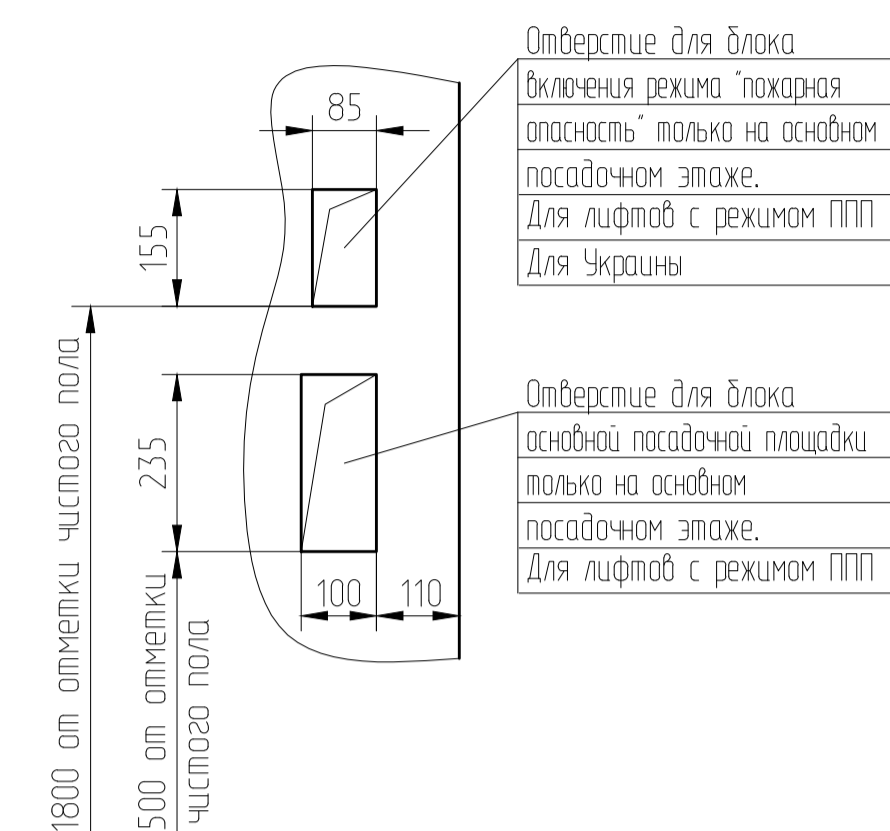 Отверстие для блока
включения режима "пожарная
опасность" только на основном
посадочном этаже.
Для лифтов с режимом ППП
Для Украины
85
155
1800 от отметки чистого пола
Отверстие для блока
основной посадочной площадки
только на основном
посадочном этаже.
Для лифтов с режимом ППП
235
500 от отметки
чистого пола
100
110